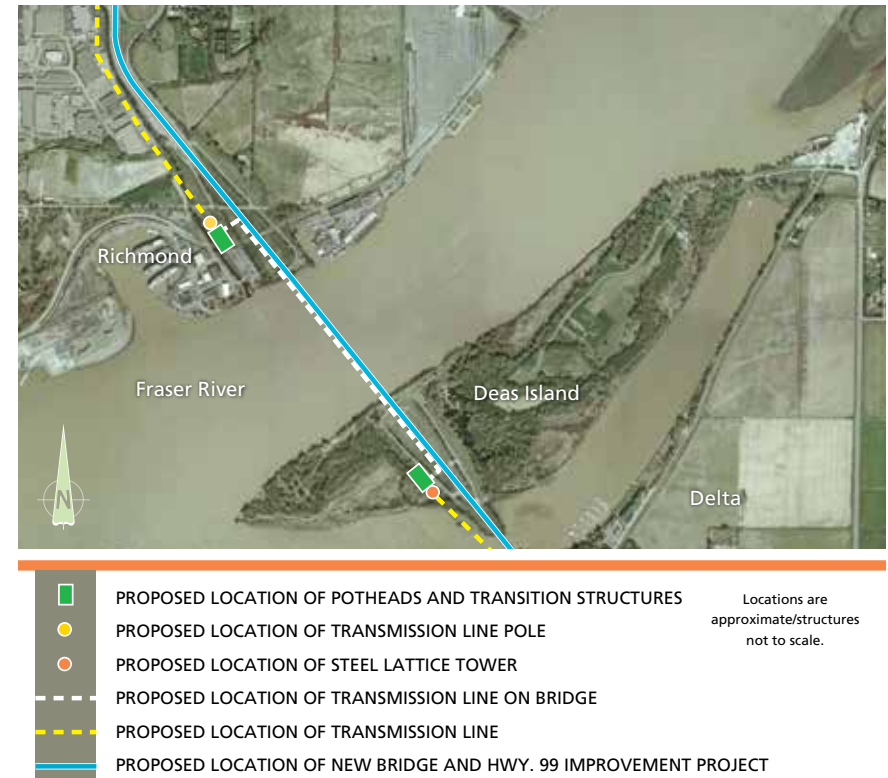 Richmond
Fraser River
Deas Island
N
Delta
PROPOSED LOCATION OF POTHEADS AND TRANSITION STRUCTURES
PROPOSED LOCATION OF TRANSMISSION LINE POLE
PROPOSED LOCATION OF STEEL LATTICE TOWER
PROPOSED LOCATION OF TRANSMISSION LINE ON BRIDGE
PROPOSED LOCATION OF TRANSMISSION LINE
PROPOSED LOCATION OF NEW BRIDGE AND HWY. 99 IMPROVEMENT PROJECT
Locations are
approximate/structures
not to scale.